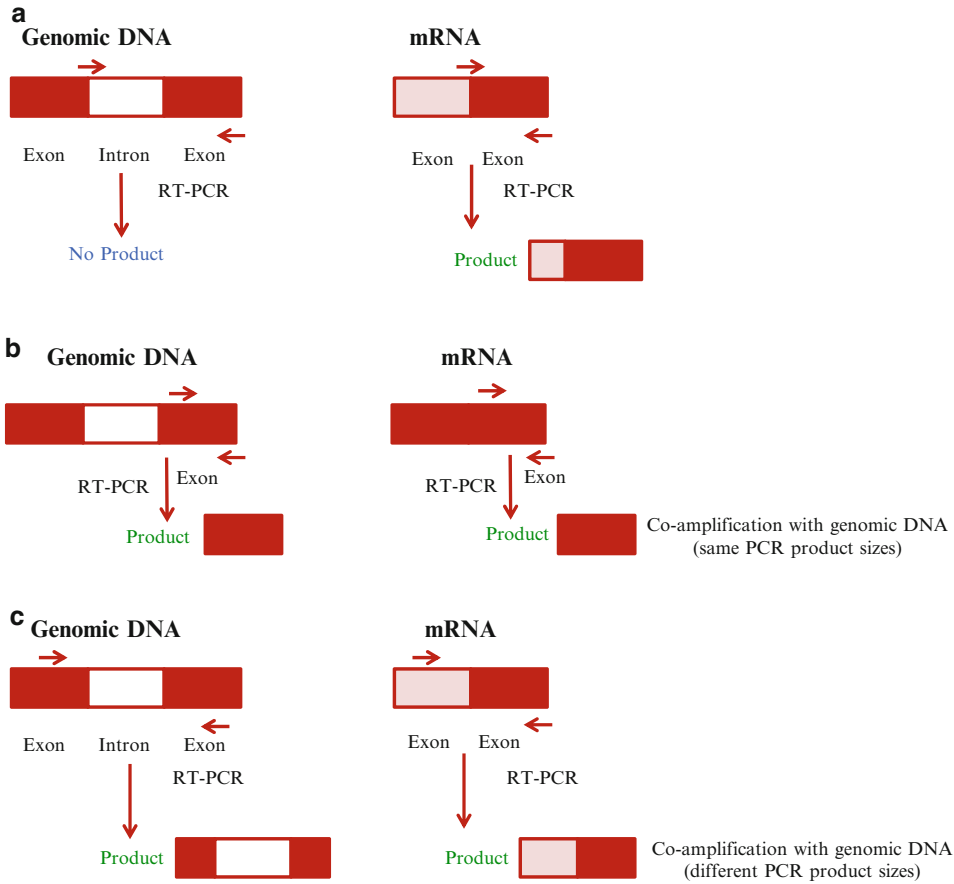 a
Genomic DNA
mRNA
Exon
Intron
Exon
RT-PCR
No Product
Exon
Exon
RT-PCR
Product
b
Genomic DNA
mRNA
RT-PCR
Exon
Product
RT-PCR
Exon
Product
Co-amplification with genomic DNA
(same PCR product sizes)
c
Genomic DNA
mRNA
Exon
Intron
Exon
RT-PCR
Product
Exon
Exon
RT-PCR
Product
Co-amplification with genomic DNA
(different PCR product sizes)